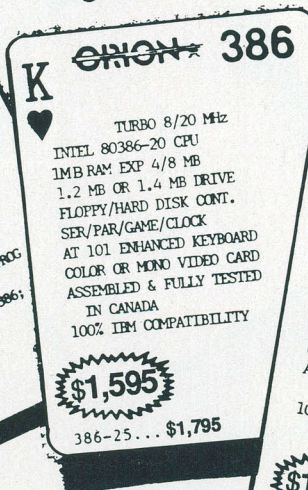 K ORION 386
TURBO 8/20 MHz
INTEL 80386-20 CPU
1MB RAM EXP 4/8 MB
1.2 MB OR 1.4 MB DRIVE
FLOPPY/HARD DISK CONT.
SER/PAR/GAME/CLOCK
AT 101 ENHANCED KEYBOARD
COLOR OR MONO VIDEO CARD
ASSEMBLED & FULLY TESTED
IN CANADA
100% IBM COMPATIBILITY
$1,595
386-25... $1,795